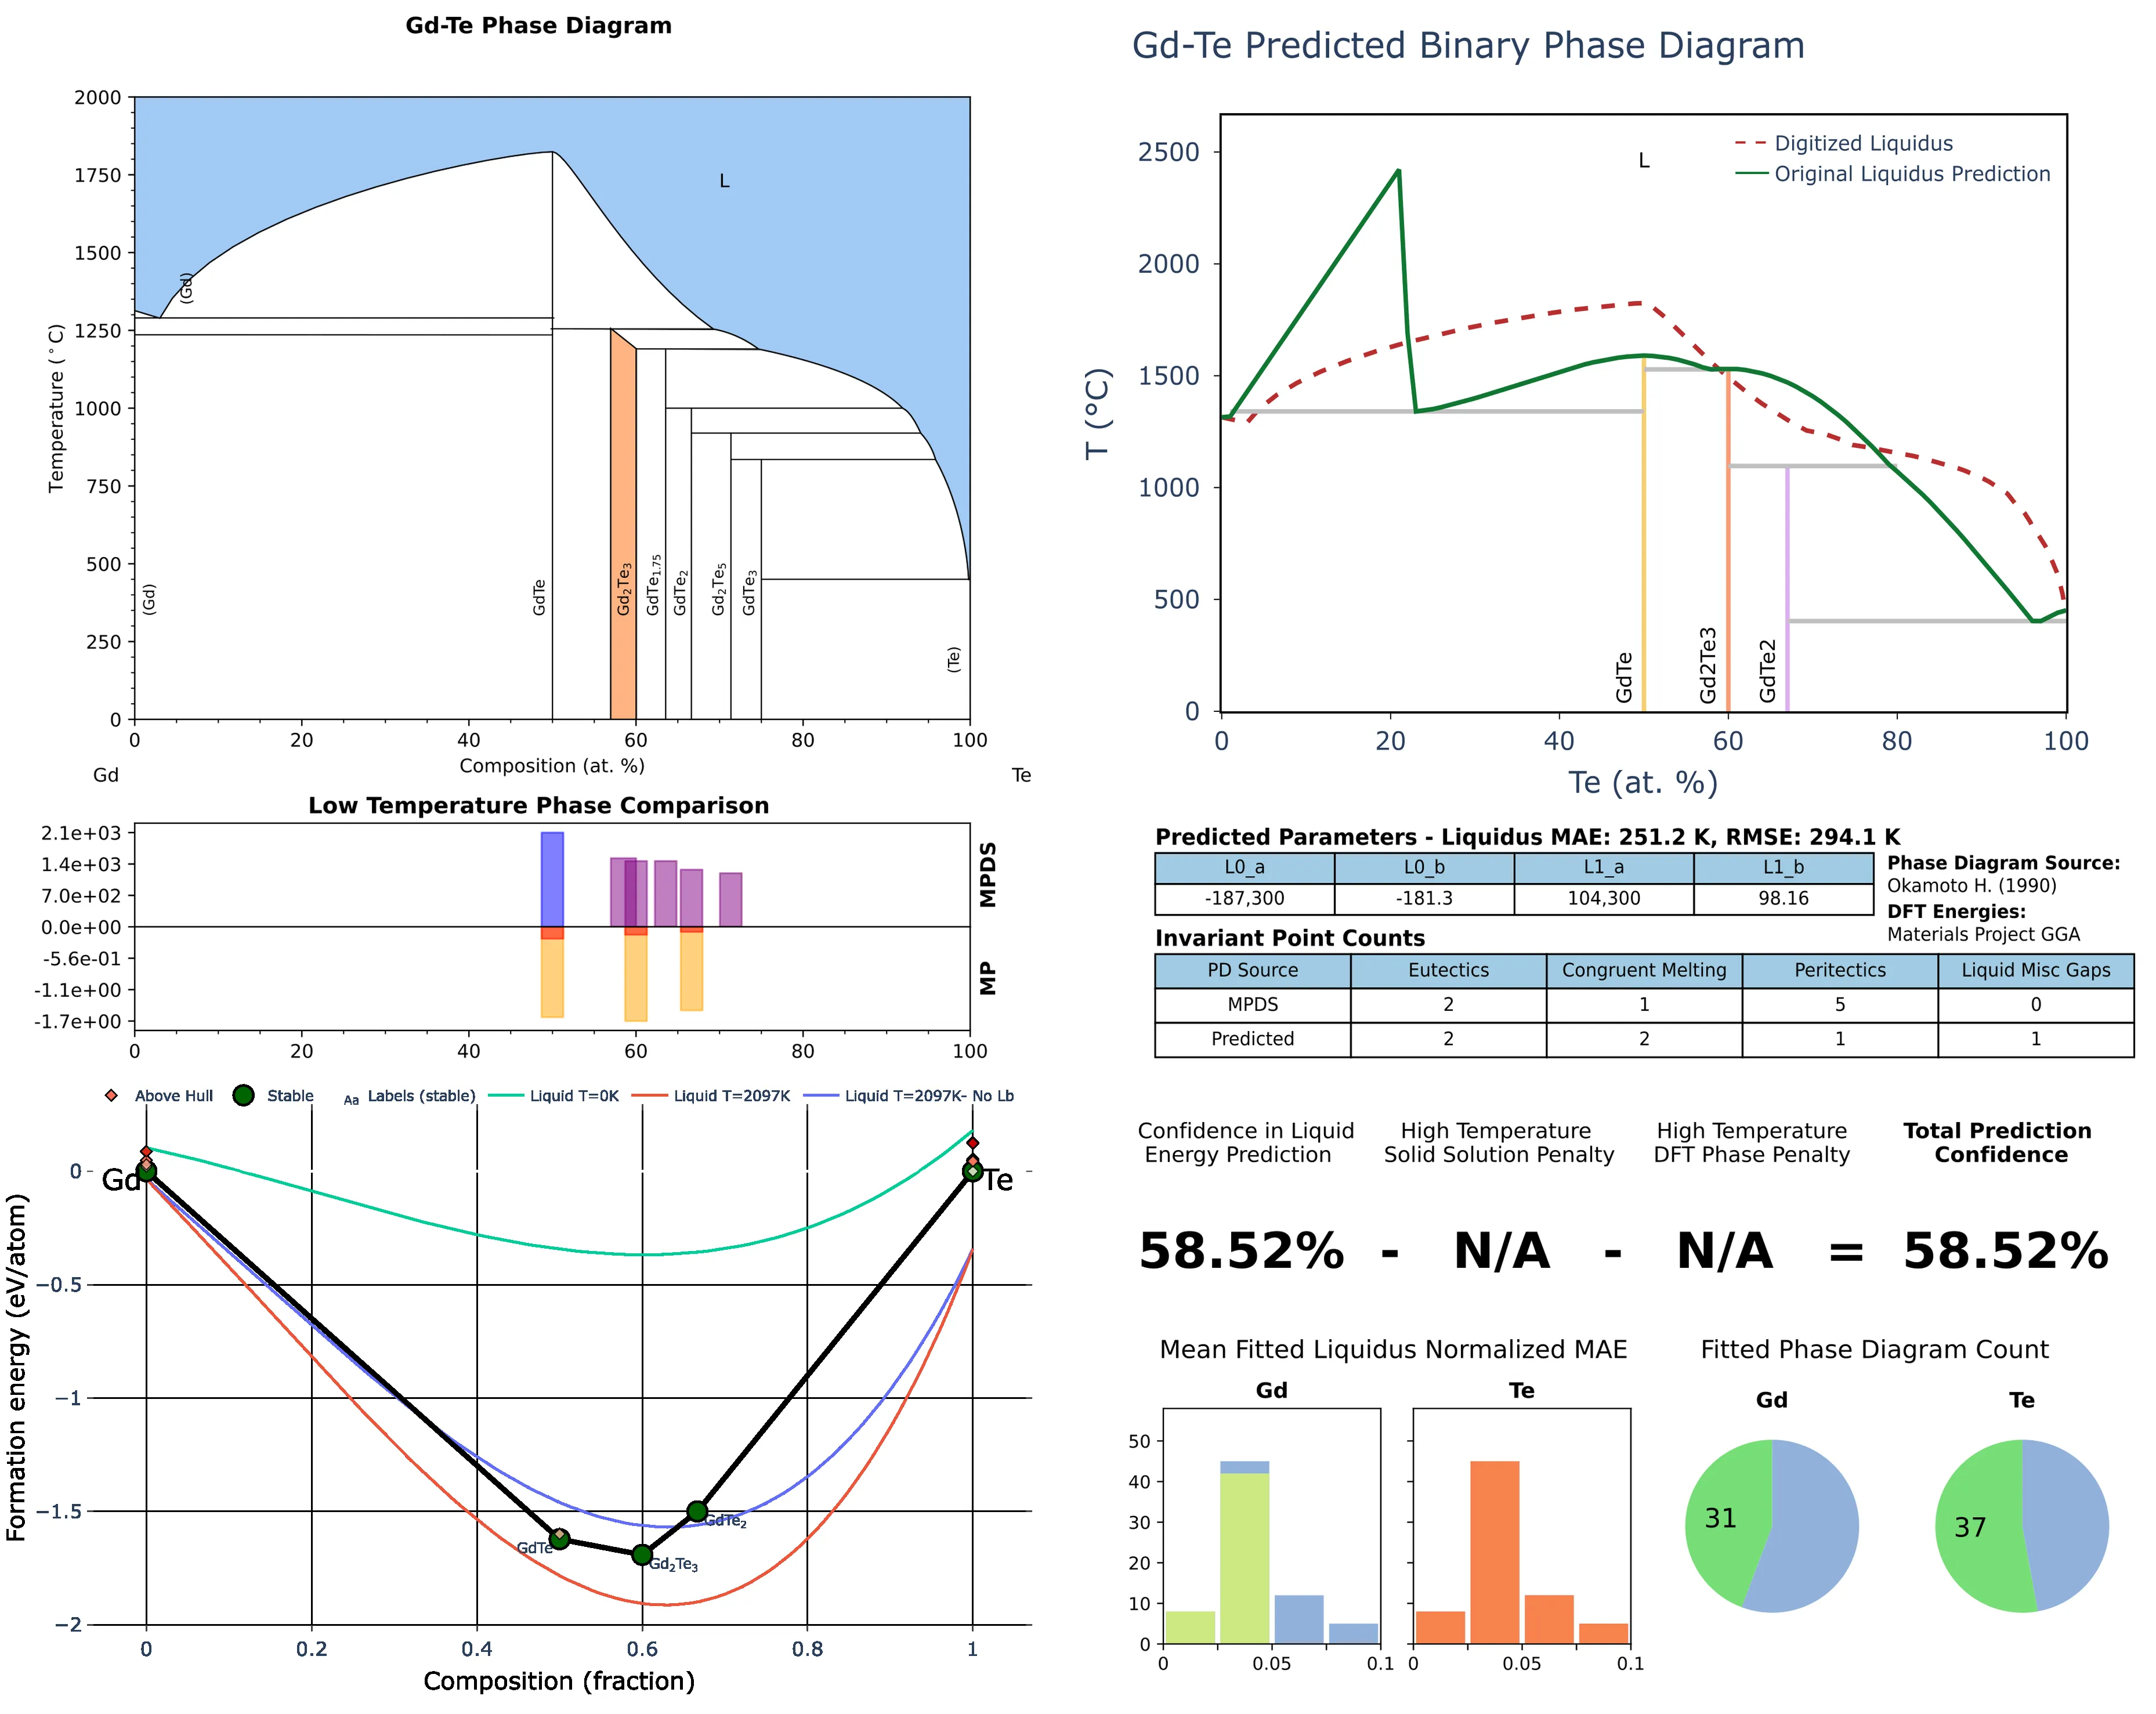 Gd-Te Phase Diagram
2000
1750
1500
1250
1000
750
500
250
0
Temperature (°C)
L
(Gd)
(Gd)
GdTe
Gd2Te3
GdTe1.75
GdTe2
Gd2Te5
GdTe3
(Te)
0 20 40 60 80 100
Composition (at. %)
Gd Te
Low Temperature Phase Comparison
2.1e+03
1.4e+03
7.0e+02
0.0e+00
-5.6e-01
-1.1e+00
-1.7e+00
MPDS
MP
0 20 40 60 80 100
Above Hull Stable Aa Labels (stable) Liquid T=0K Liquid T=2097K Liquid T=2097K- No Lb
0
−0.5
−1
−1.5
−2
Formation energy (eV/atom)
Gd Te
GdTe
Gd2Te3
GdTe2
0 0.2 0.4 0.6 0.8 1
Composition (fraction)
Gd-Te Predicted Binary Phase Diagram
2500
2000
1500
1000
500
0
T (°C)
L
Digitized Liquidus
Original Liquidus Prediction
GdTe
Gd2Te3
GdTe2
0 20 40 60 80 100
Te (at. %)
Predicted Parameters - Liquidus MAE: 251.2 K, RMSE: 294.1 K
L0_a L0_b L1_a L1_b
-187,300 -181.3 104,300 98.16
Phase Diagram Source:
Okamoto H. (1990)
DFT Energies:
Materials Project GGA
Invariant Point Counts
PD Source Eutectics Congruent Melting Peritectics Liquid Misc Gaps
MPDS 2 1 5 0
Predicted 2 2 1 1
Confidence in Liquid
Energy Prediction
High Temperature
Solid Solution Penalty
High Temperature
DFT Phase Penalty
Total Prediction
Confidence
58.52% - N/A - N/A = 58.52%
Mean Fitted Liquidus Normalized MAE
Gd Te
50
40
30
20
10
0
0 0.05 0.1
0 0.05 0.1
Fitted Phase Diagram Count
Gd Te
31 37